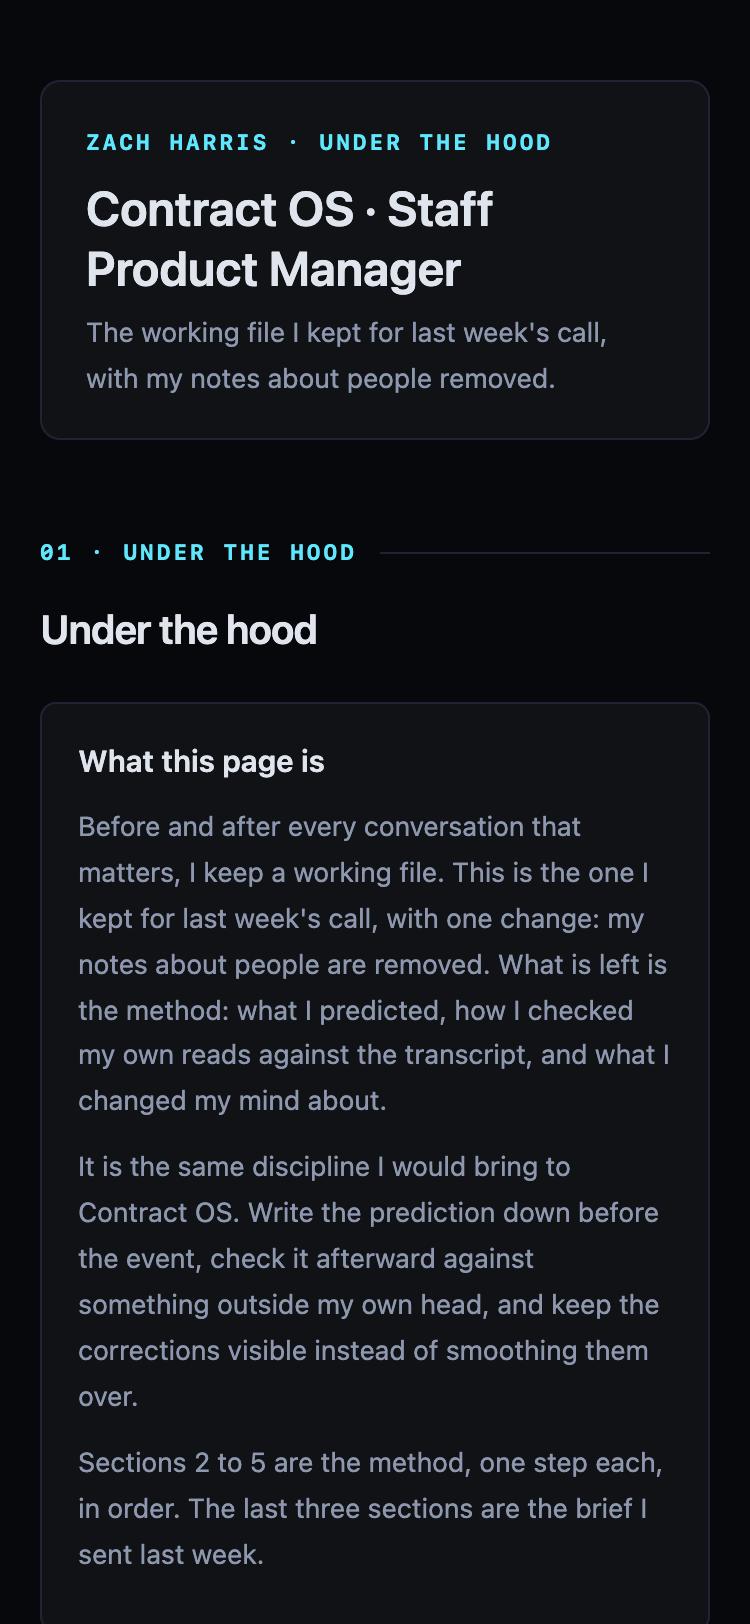 ZACH HARRIS · UNDER THE HOOD
Contract OS · Staff
Product Manager
The working file I kept for last week's call,
with my notes about people removed.
01 · UNDER THE HOOD
Under the hood
What this page is
Before and after every conversation that
matters, I keep a working file. This is the one I
kept for last week's call, with one change: my
notes about people are removed. What is left is
the method: what I predicted, how I checked
my own reads against the transcript, and what I
changed my mind about.
It is the same discipline I would bring to
Contract OS. Write the prediction down before
the event, check it afterward against
something outside my own head, and keep the
corrections visible instead of smoothing them
over.
Sections 2 to 5 are the method, one step each,
in order. The last three sections are the brief I
sent last week.